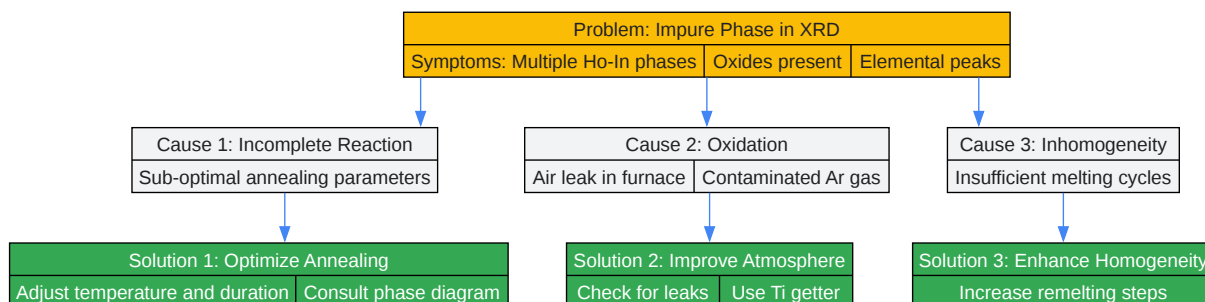 Problem: Impure Phase in XRD
Symptoms: Multiple Ho-In phases
Oxides present
Elemental peaks
Cause 1: Incomplete Reaction
Sub-optimal annealing parameters
Cause 2: Oxidation
Air leak in furnace
Contaminated Ar gas
Cause 3: Inhomogeneity
Insufficient melting cycles
Solution 1: Optimize Annealing
Adjust temperature and duration
Consult phase diagram
Solution 2: Improve Atmosphere
Check for leaks
Use Ti getter
Solution 3: Enhance Homogeneity
Increase remelting steps